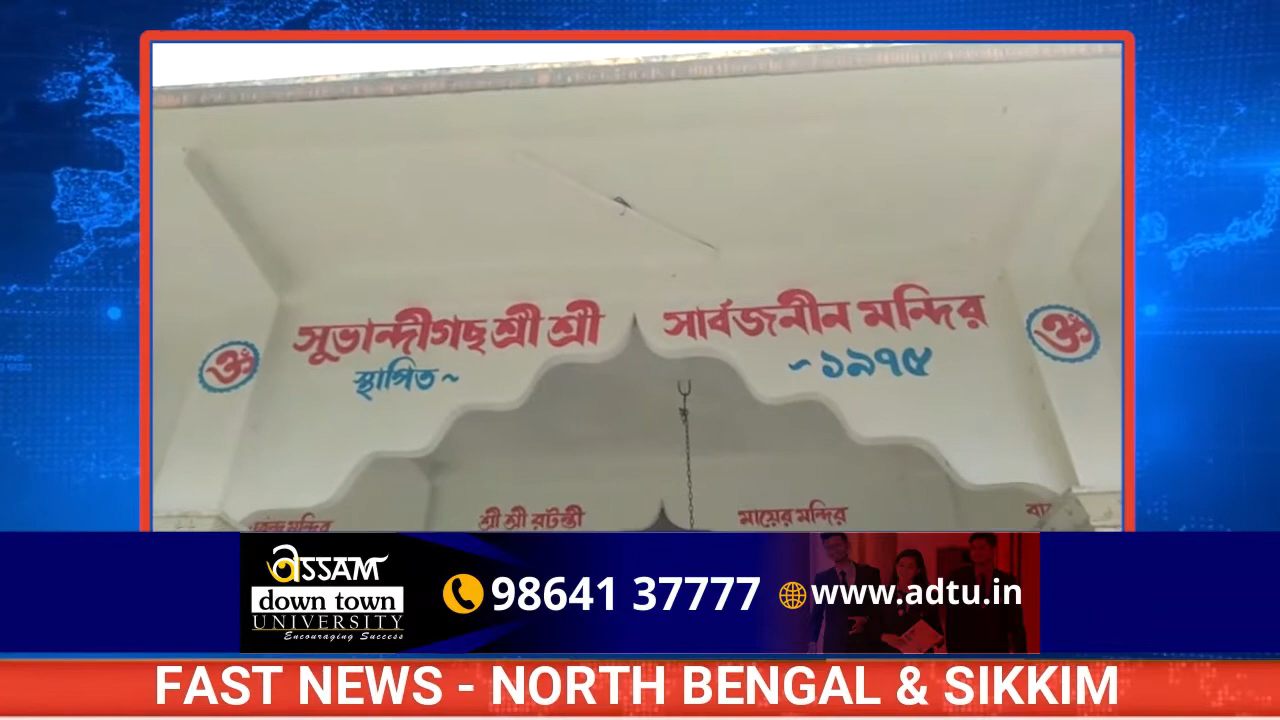 সুভান্দীগছ শ্রী শ্রী সার্বজনীন মন্দির
ওঁ স্থাপিত ~ ~ ১৯৭৫ ওঁ
মন্দির শ্রী শ্রী রটন্তী মায়ের মন্দির
ASSAM
down town
UNIVERSITY
Encouraging Success
98641 37777
www.adtu.in
FAST NEWS - NORTH BENGAL & SIKKIM